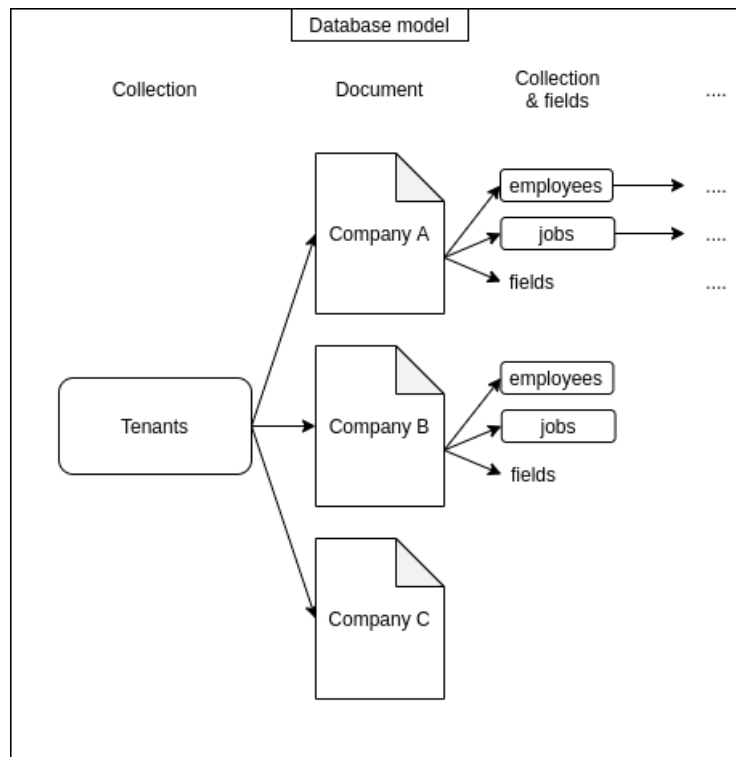 Database model
Collection
Document
Collection
& fields
....
employees
....
Company A
jobs
....
fields
....
employees
Tenants
Company B
jobs
fields
Company C